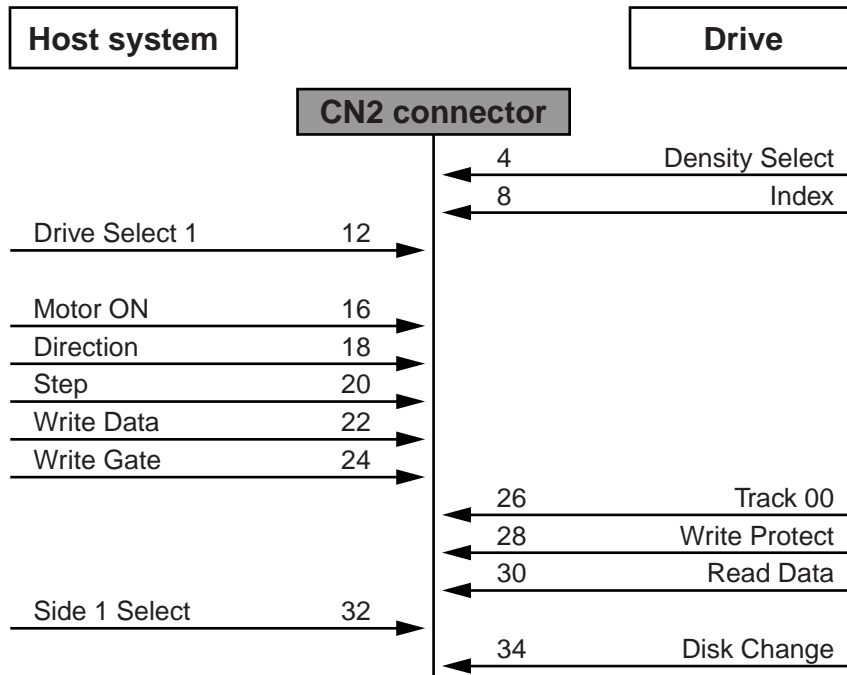 Host system
Drive
CN2 connector
4 Density Select
8 Index
Drive Select 1 12
Motor ON 16
Direction 18
Step 20
Write Data 22
Write Gate 24
26 Track 00
28 Write Protect
30 Read Data
Side 1 Select 32
34 Disk Change